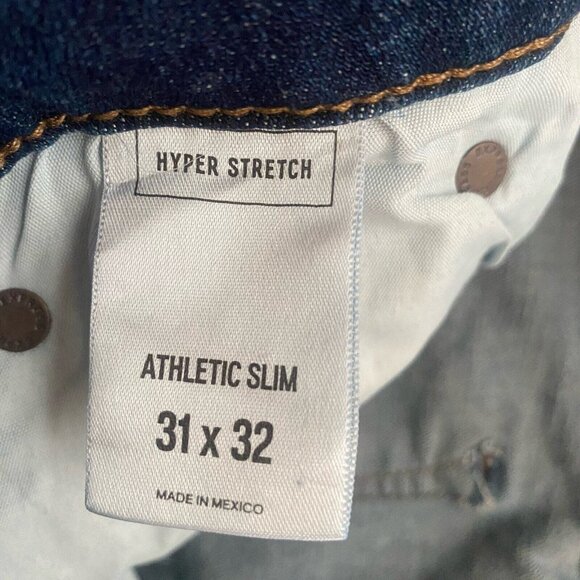 HYPER STRETCH
ATHLETIC SLIM
31 x 32
MADE IN MEXICO